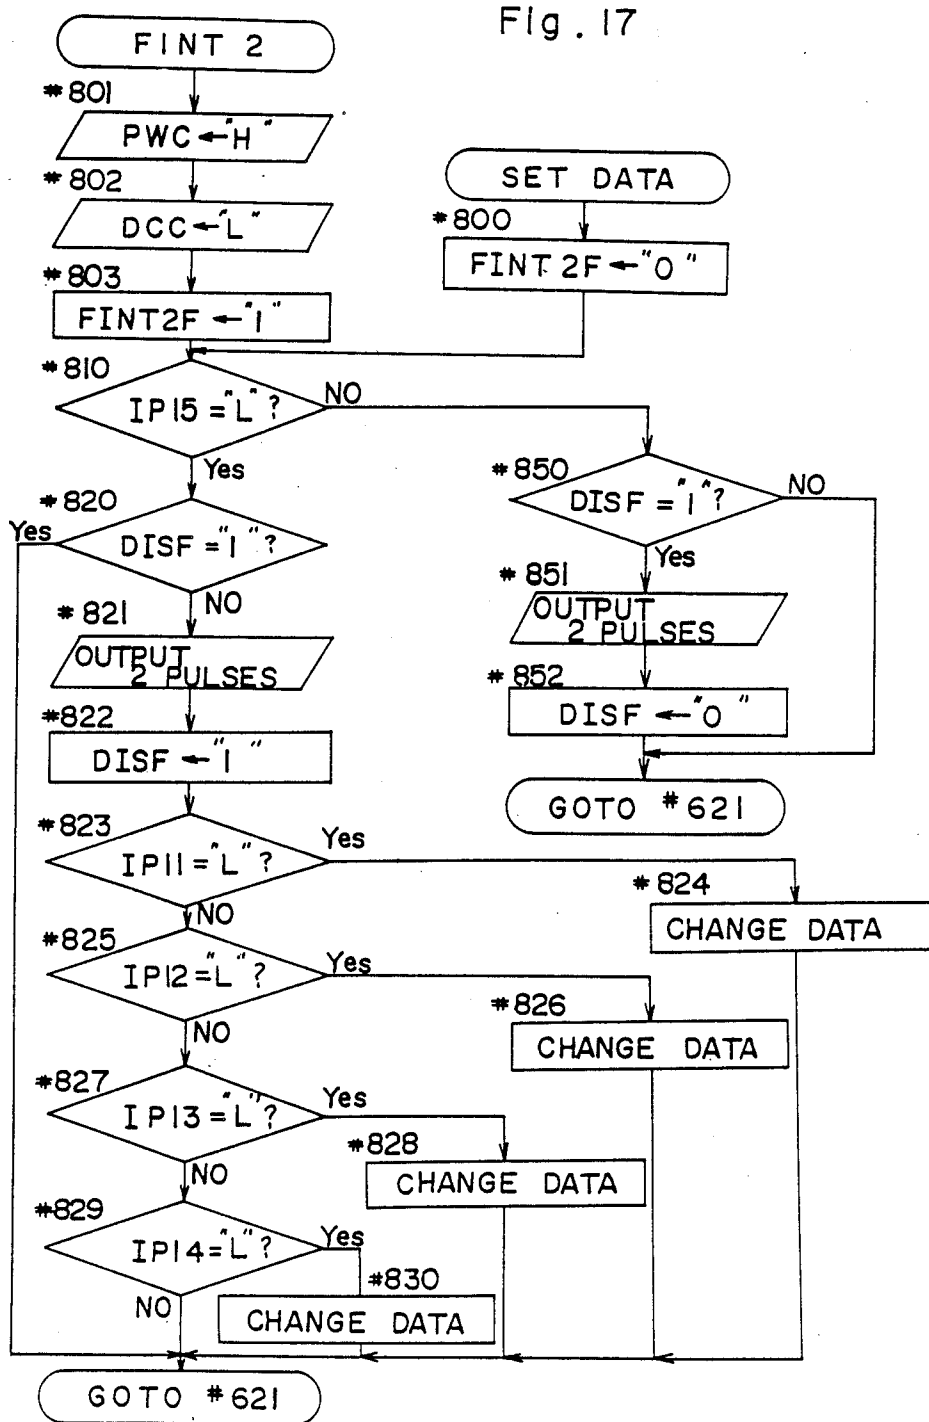 Fig. 17
FINT 2
#801
PWC ← "H"
#802
DCC ← "L"
#803
FINT2F ← "1"
SET DATA
#800
FINT 2F ← "0"
#810
IP15 = "L" ?
NO
Yes
#820
Yes
DISF = "1" ?
NO
#821
OUTPUT
2 PULSES
#822
DISF ← "1"
#850
DISF = "1" ?
NO
Yes
#851
OUTPUT
2 PULSES
#852
DISF ← "0"
GOTO #621
#823
IP11 = "L" ?
Yes
NO
#824
CHANGE DATA
#825
IP12 = "L" ?
Yes
NO
#826
CHANGE DATA
#827
IP13 = "L" ?
Yes
NO
#828
CHANGE DATA
#829
IP14 = "L" ?
Yes
NO
#830
CHANGE DATA
GOTO #621